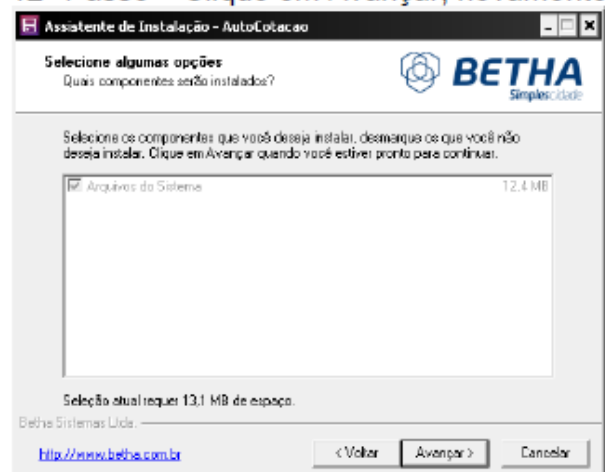 Assistente de Instalação - AutoCotacao
Selecione algumas opções
Quais componentes serão instalados?
BETHA
Simplescidade
Selecione os componentes que você deseja instalar, desmarque os que você não
deseja instalar. Clique em Avançar quando você estiver pronto para continuar.
Arquivos do Sistema 12,4 MB
Seleção atual requer 13,1 MB de espaço.
Betha Sistemas Ltda.
http://www.betha.com.br
< Voltar Avançar > Cancelar